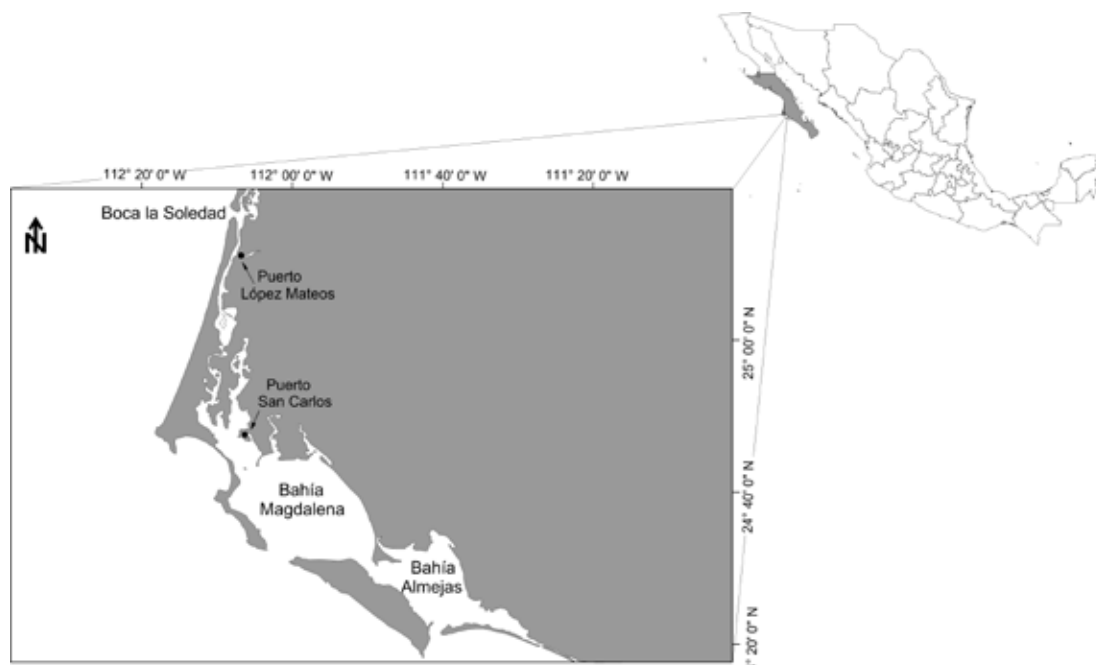 112° 20' 0" W
112° 00' 0" W
111° 40' 0" W
111° 20' 0" W
Boca la Soledad
N
Puerto
López Mateos
25° 00' 0" N
Puerto
San Carlos
24° 40' 0" N
Bahía
Magdalena
Bahía
Almejas
° 20' 0" N